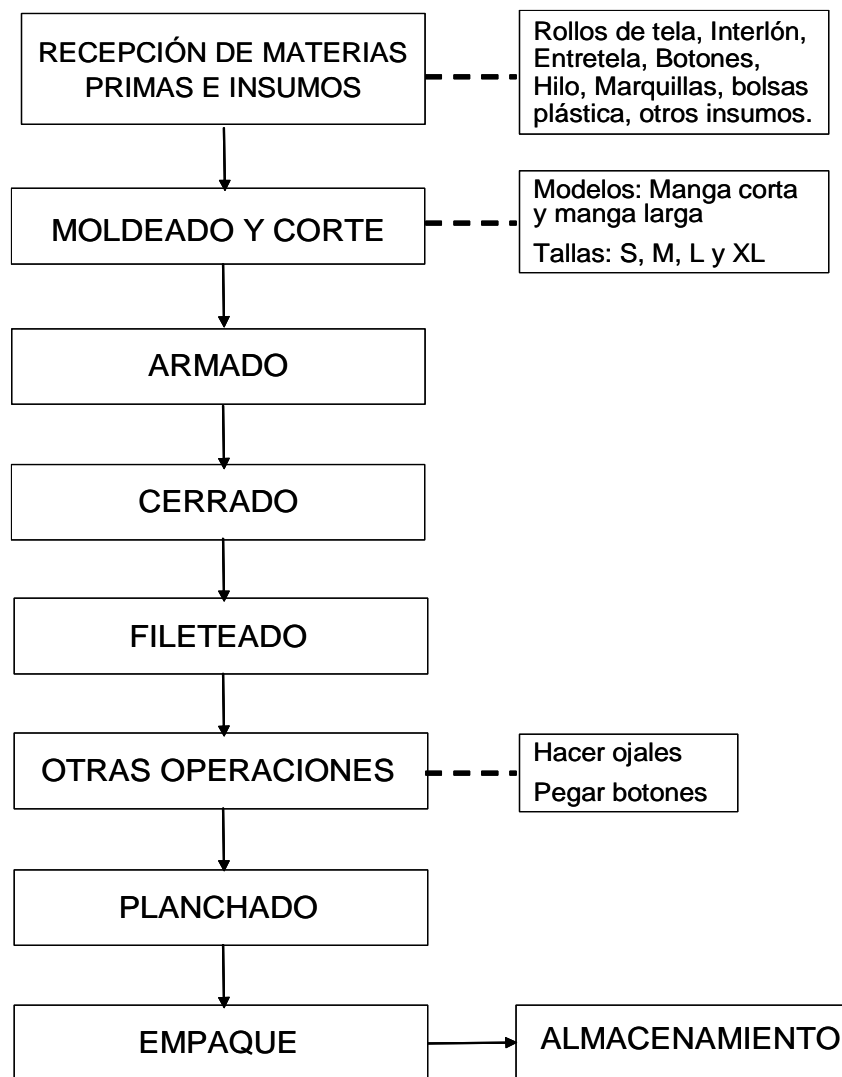 RECEPCIÓN DE MATERIAS
PRIMAS E INSUMOS
Rollos de tela, Interlón,
Entretela, Botones,
Hilo, Marquillas, bolsas
plástica, otros insumos.
MOLDEADO Y CORTE
Modelos: Manga corta
y manga larga
Tallas: S, M, L y XL
ARMADO
CERRADO
FILETEADO
OTRAS OPERACIONES
Hacer ojales
Pegar botones
PLANCHADO
EMPAQUE
ALMACENAMIENTO